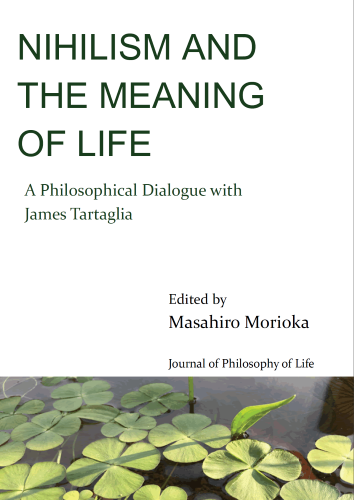 NIHILISM AND
THE MEANING
OF LIFE
A Philosophical Dialogue with
James Tartaglia
Edited by
Masahiro Morioka
Journal of Philosophy of Life